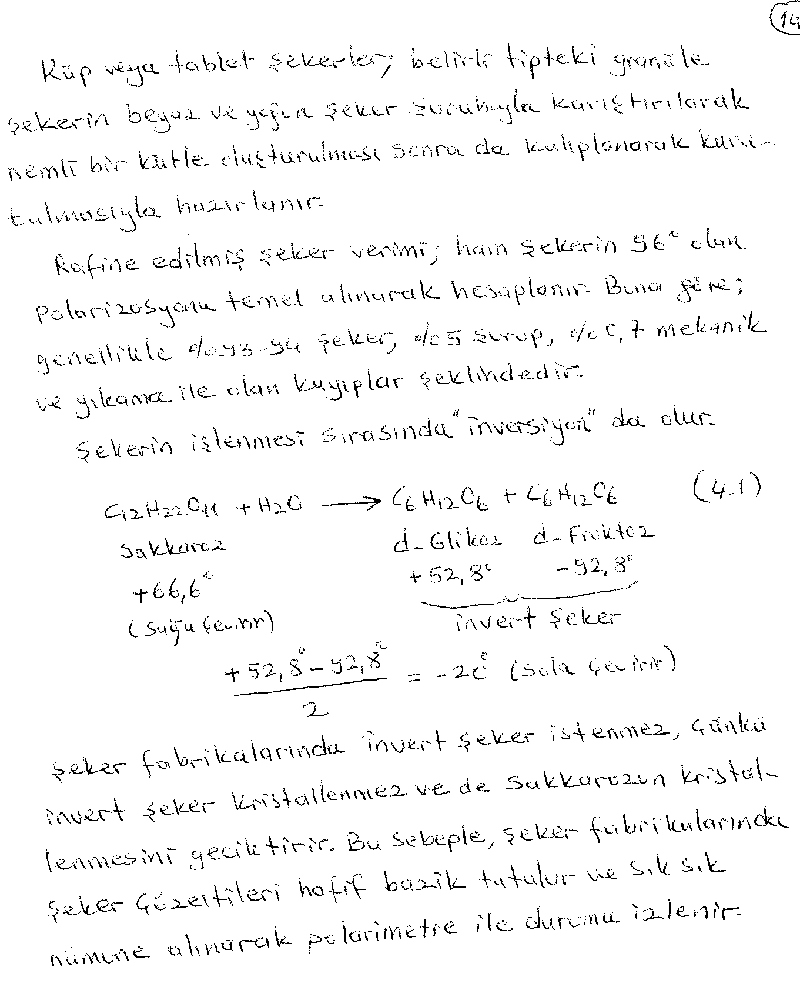 14
Küp veya tablet şekerler; belirli tipteki granüle
şekerin beyaz ve yoğun şeker şurubuyla karıştırılarak
nemli bir kütle oluşturulması sonra da kalıplanarak kuru-
tulmasıyla hazırlanır.
Rafine edilmiş şeker verimi; ham şekerin 96° olan
polarizasyonu temel alınarak hesaplanır. Buna göre;
genellikle %93-94 şeker, %5 şurup, %0,7 mekanik
ve yıkama ile olan kayıplar şeklindedir.
Şekerin işlenmesi sırasında "inversiyon" da olur.
C12H22O11 + H2O → C6H12O6 + C6H12O6 (4.1)
Sakkaroz d-Glikoz d-Fruktoz
+66,6° +52,8° -92,8°
(Sağa çevirir) invert şeker
+52,8° - 92,8°
= -20° (Sola çevirir)
2
Şeker fabrikalarında invert şeker istenmez, çünkü
invert şeker kristallenmez ve de sakkarozun kristal-
lenmesini geciktirir. Bu sebeple, şeker fabrikalarında
şeker çözeltileri hafif bazik tutulur ve sık sık
nümune alınarak polarimetre ile durumu izlenir.